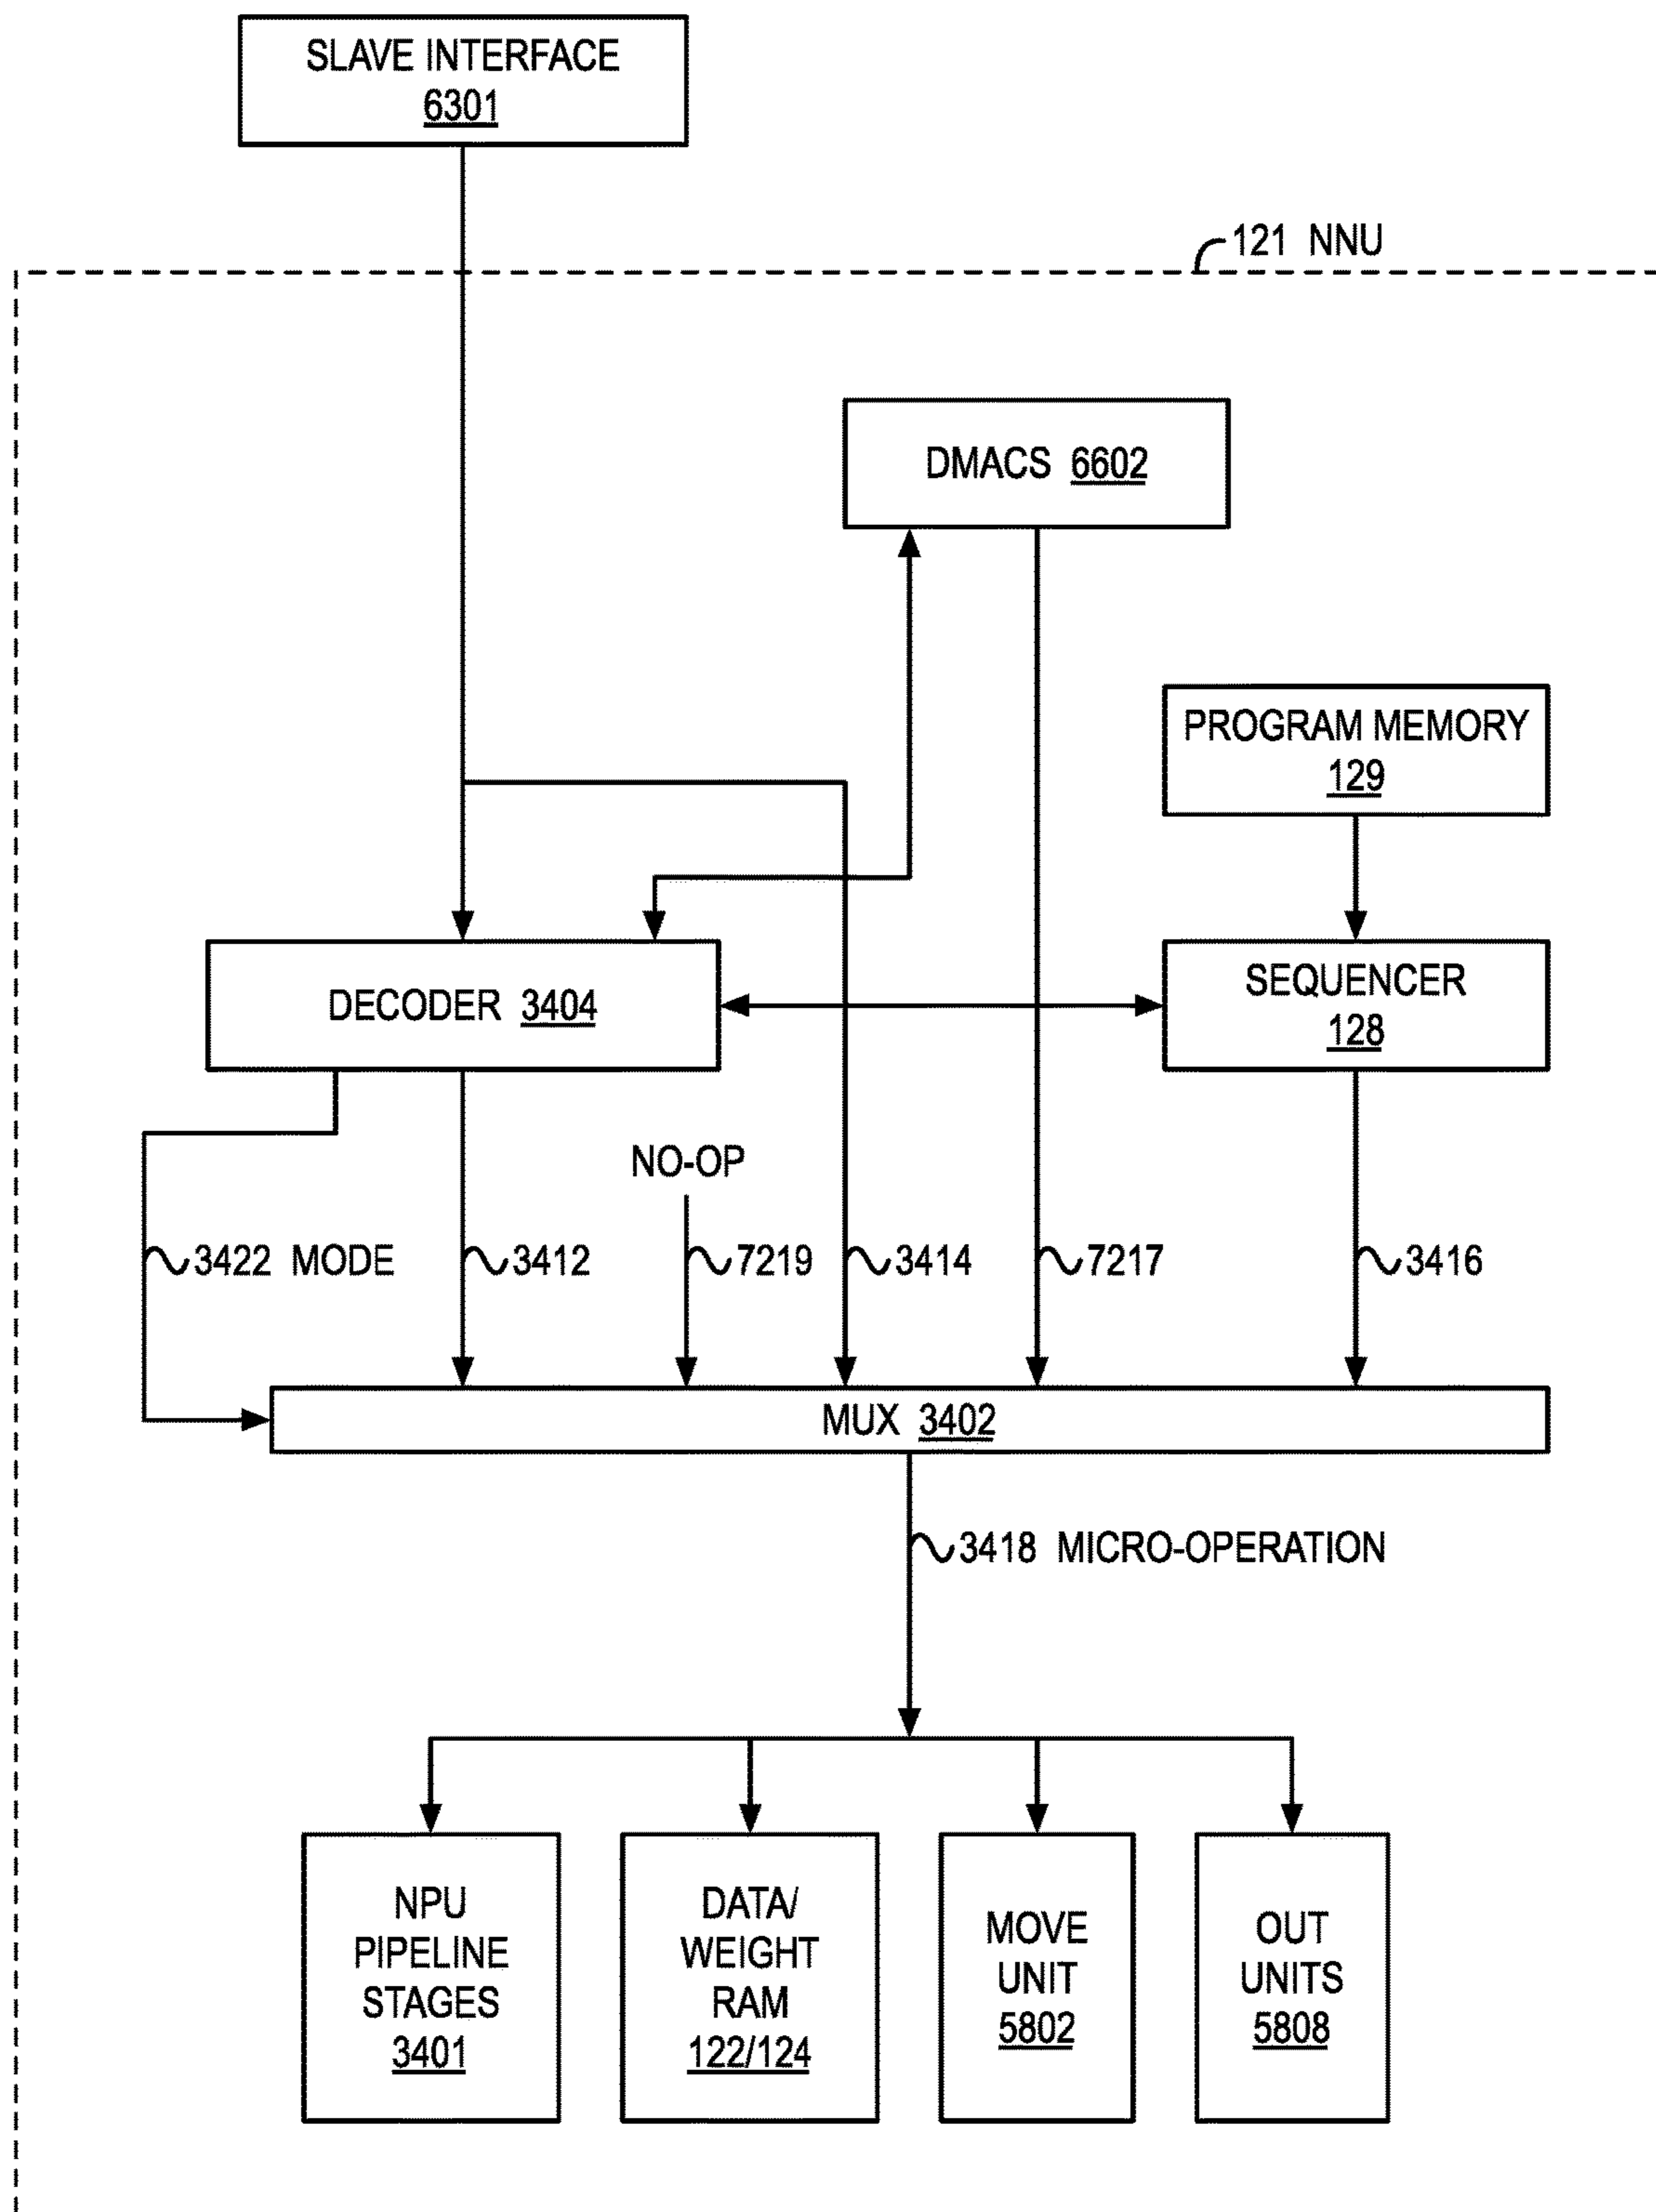 SLAVE INTERFACE
6301
121 NNU
DMACS 6602
PROGRAM MEMORY
129
DECODER 3404
SEQUENCER
128
NO-OP
3422 MODE
3412
7219
3414
7217
3416
MUX 3402
3418 MICRO-OPERATION
NPU
PIPELINE
STAGES
3401
DATA/
WEIGHT
RAM
122/124
MOVE
UNIT
5802
OUT
UNITS
5808